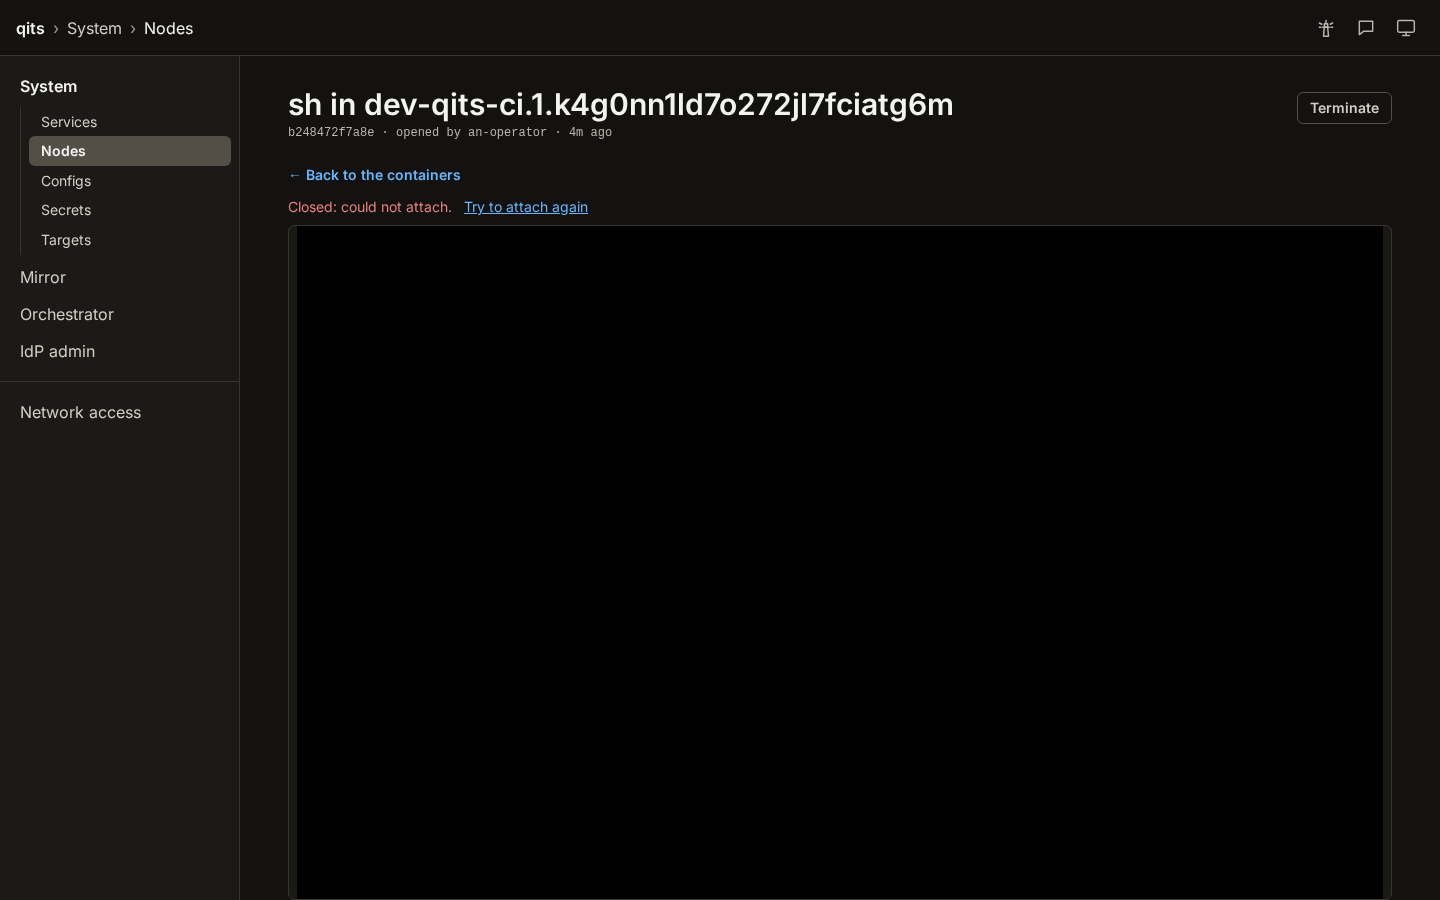 qits › System › Nodes
System
Services
Nodes
Configs
Secrets
Targets
Mirror
Orchestrator
IdP admin
Network access
sh in dev-qits-ci.1.k4g0nn1ld7o272jl7fciatg6m
b248472f7a8e · opened by an-operator · 4m ago
Terminate
← Back to the containers
Closed: could not attach. Try to attach again